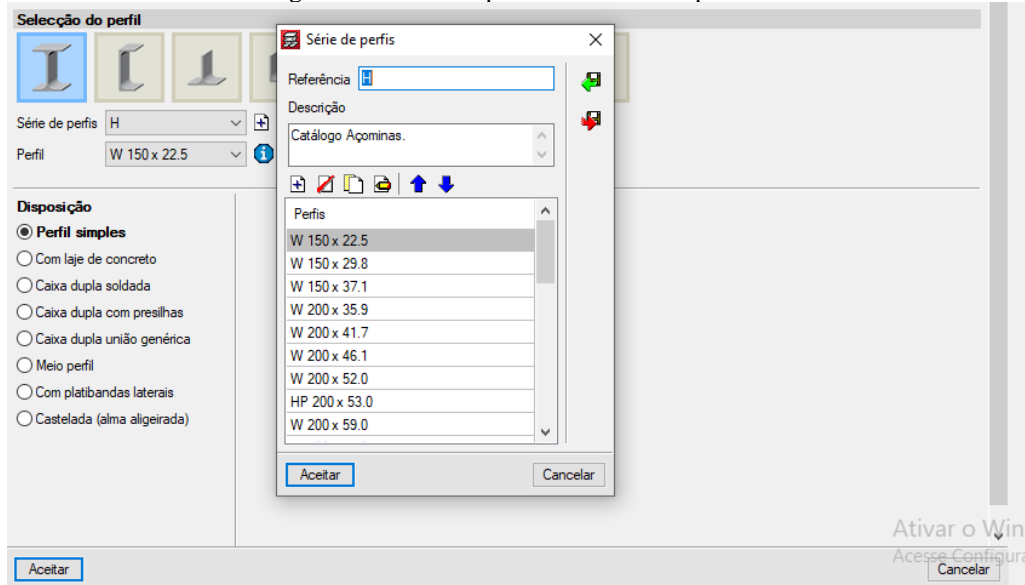 Selecção do perfil
Série de perfis H
Perfil W 150 x 22.5
Disposição
Perfil simples
Com laje de concreto
Caixa dupla soldada
Caixa dupla com presilhas
Caixa dupla união genérica
Meio perfil
Com platibandas laterais
Castelada (alma aligeirada)
Série de perfis
Referência H
Descrição
Catálogo Açominas.
Perfis
W 150 x 22.5
W 150 x 29.8
W 150 x 37.1
W 200 x 35.9
W 200 x 41.7
W 200 x 46.1
W 200 x 52.0
HP 200 x 53.0
W 200 x 59.0
Aceitar Cancelar
Ativar o Win
Acesse Configura
Aceitar Cancelar